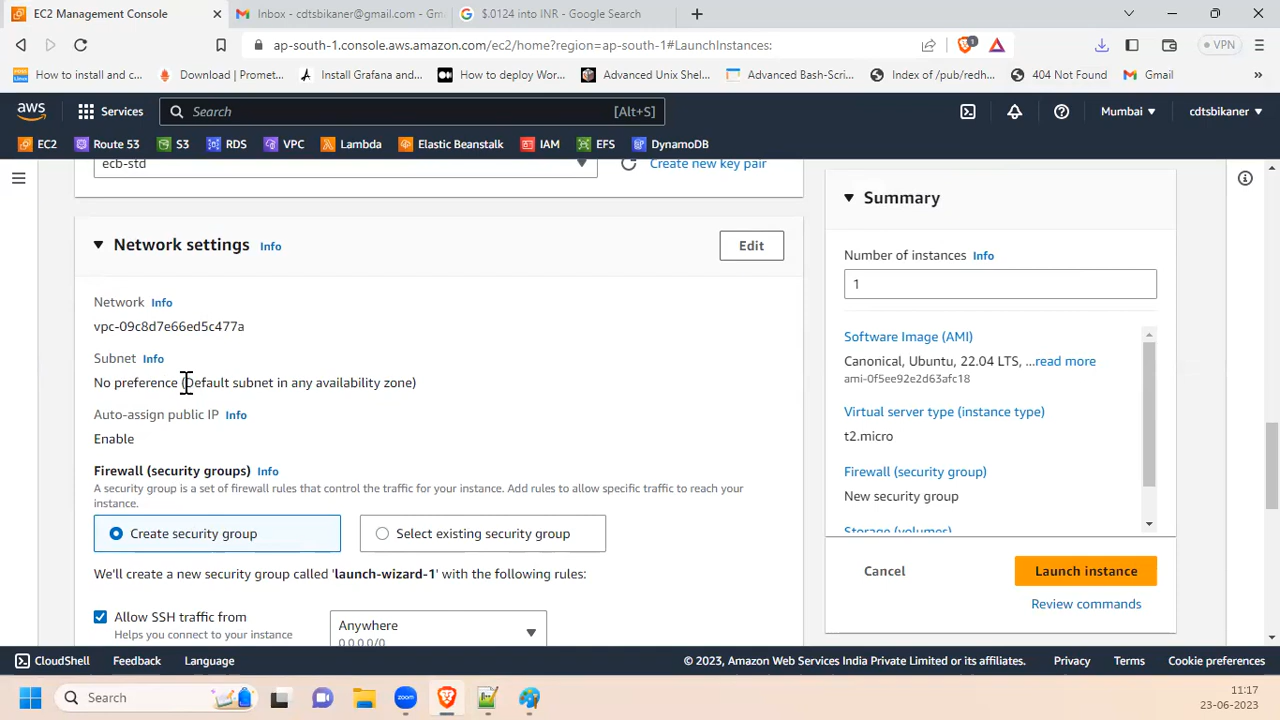 EC2 Management Console
Inbox - cdtsbikaner@gmail.com - Gm
$.0124 into INR - Google Search
ap-south-1.console.aws.amazon.com/ec2/home?region=ap-south-1#LaunchInstances:
VPN
How to install and c...
Download | Promet...
Install Grafana and...
How to deploy Wor...
Advanced Unix Shel...
Advanced Bash-Scri...
Index of /pub/redh...
404 Not Found
Gmail
aws
Services
Search
[Alt+S]
Mumbai
cdtsbikaner
EC2
Route 53
S3
RDS
VPC
Lambda
Elastic Beanstalk
IAM
EFS
DynamoDB
ecb-std
Create new key pair
Network settings Info
Edit
Network Info
vpc-09c8d7e66ed5c477a
Subnet Info
No preference (Default subnet in any availability zone)
Auto-assign public IP Info
Enable
Firewall (security groups) Info
A security group is a set of firewall rules that control the traffic for your instance. Add rules to allow specific traffic to reach your
instance.
Create security group
Select existing security group
We'll create a new security group called 'launch-wizard-1' with the following rules:
Allow SSH traffic from
Helps you connect to your instance
Anywhere
0.0.0.0/0
Summary
Number of instances Info
1
Software Image (AMI)
Canonical, Ubuntu, 22.04 LTS, ...read more
ami-0f5ee92e2d63afc18
Virtual server type (instance type)
t2.micro
Firewall (security group)
New security group
Storage (volumes)
Cancel
Launch instance
Review commands
CloudShell
Feedback
Language
© 2023, Amazon Web Services India Private Limited or its affiliates.
Privacy
Terms
Cookie preferences
Search
zoom
11:17
23-06-2023